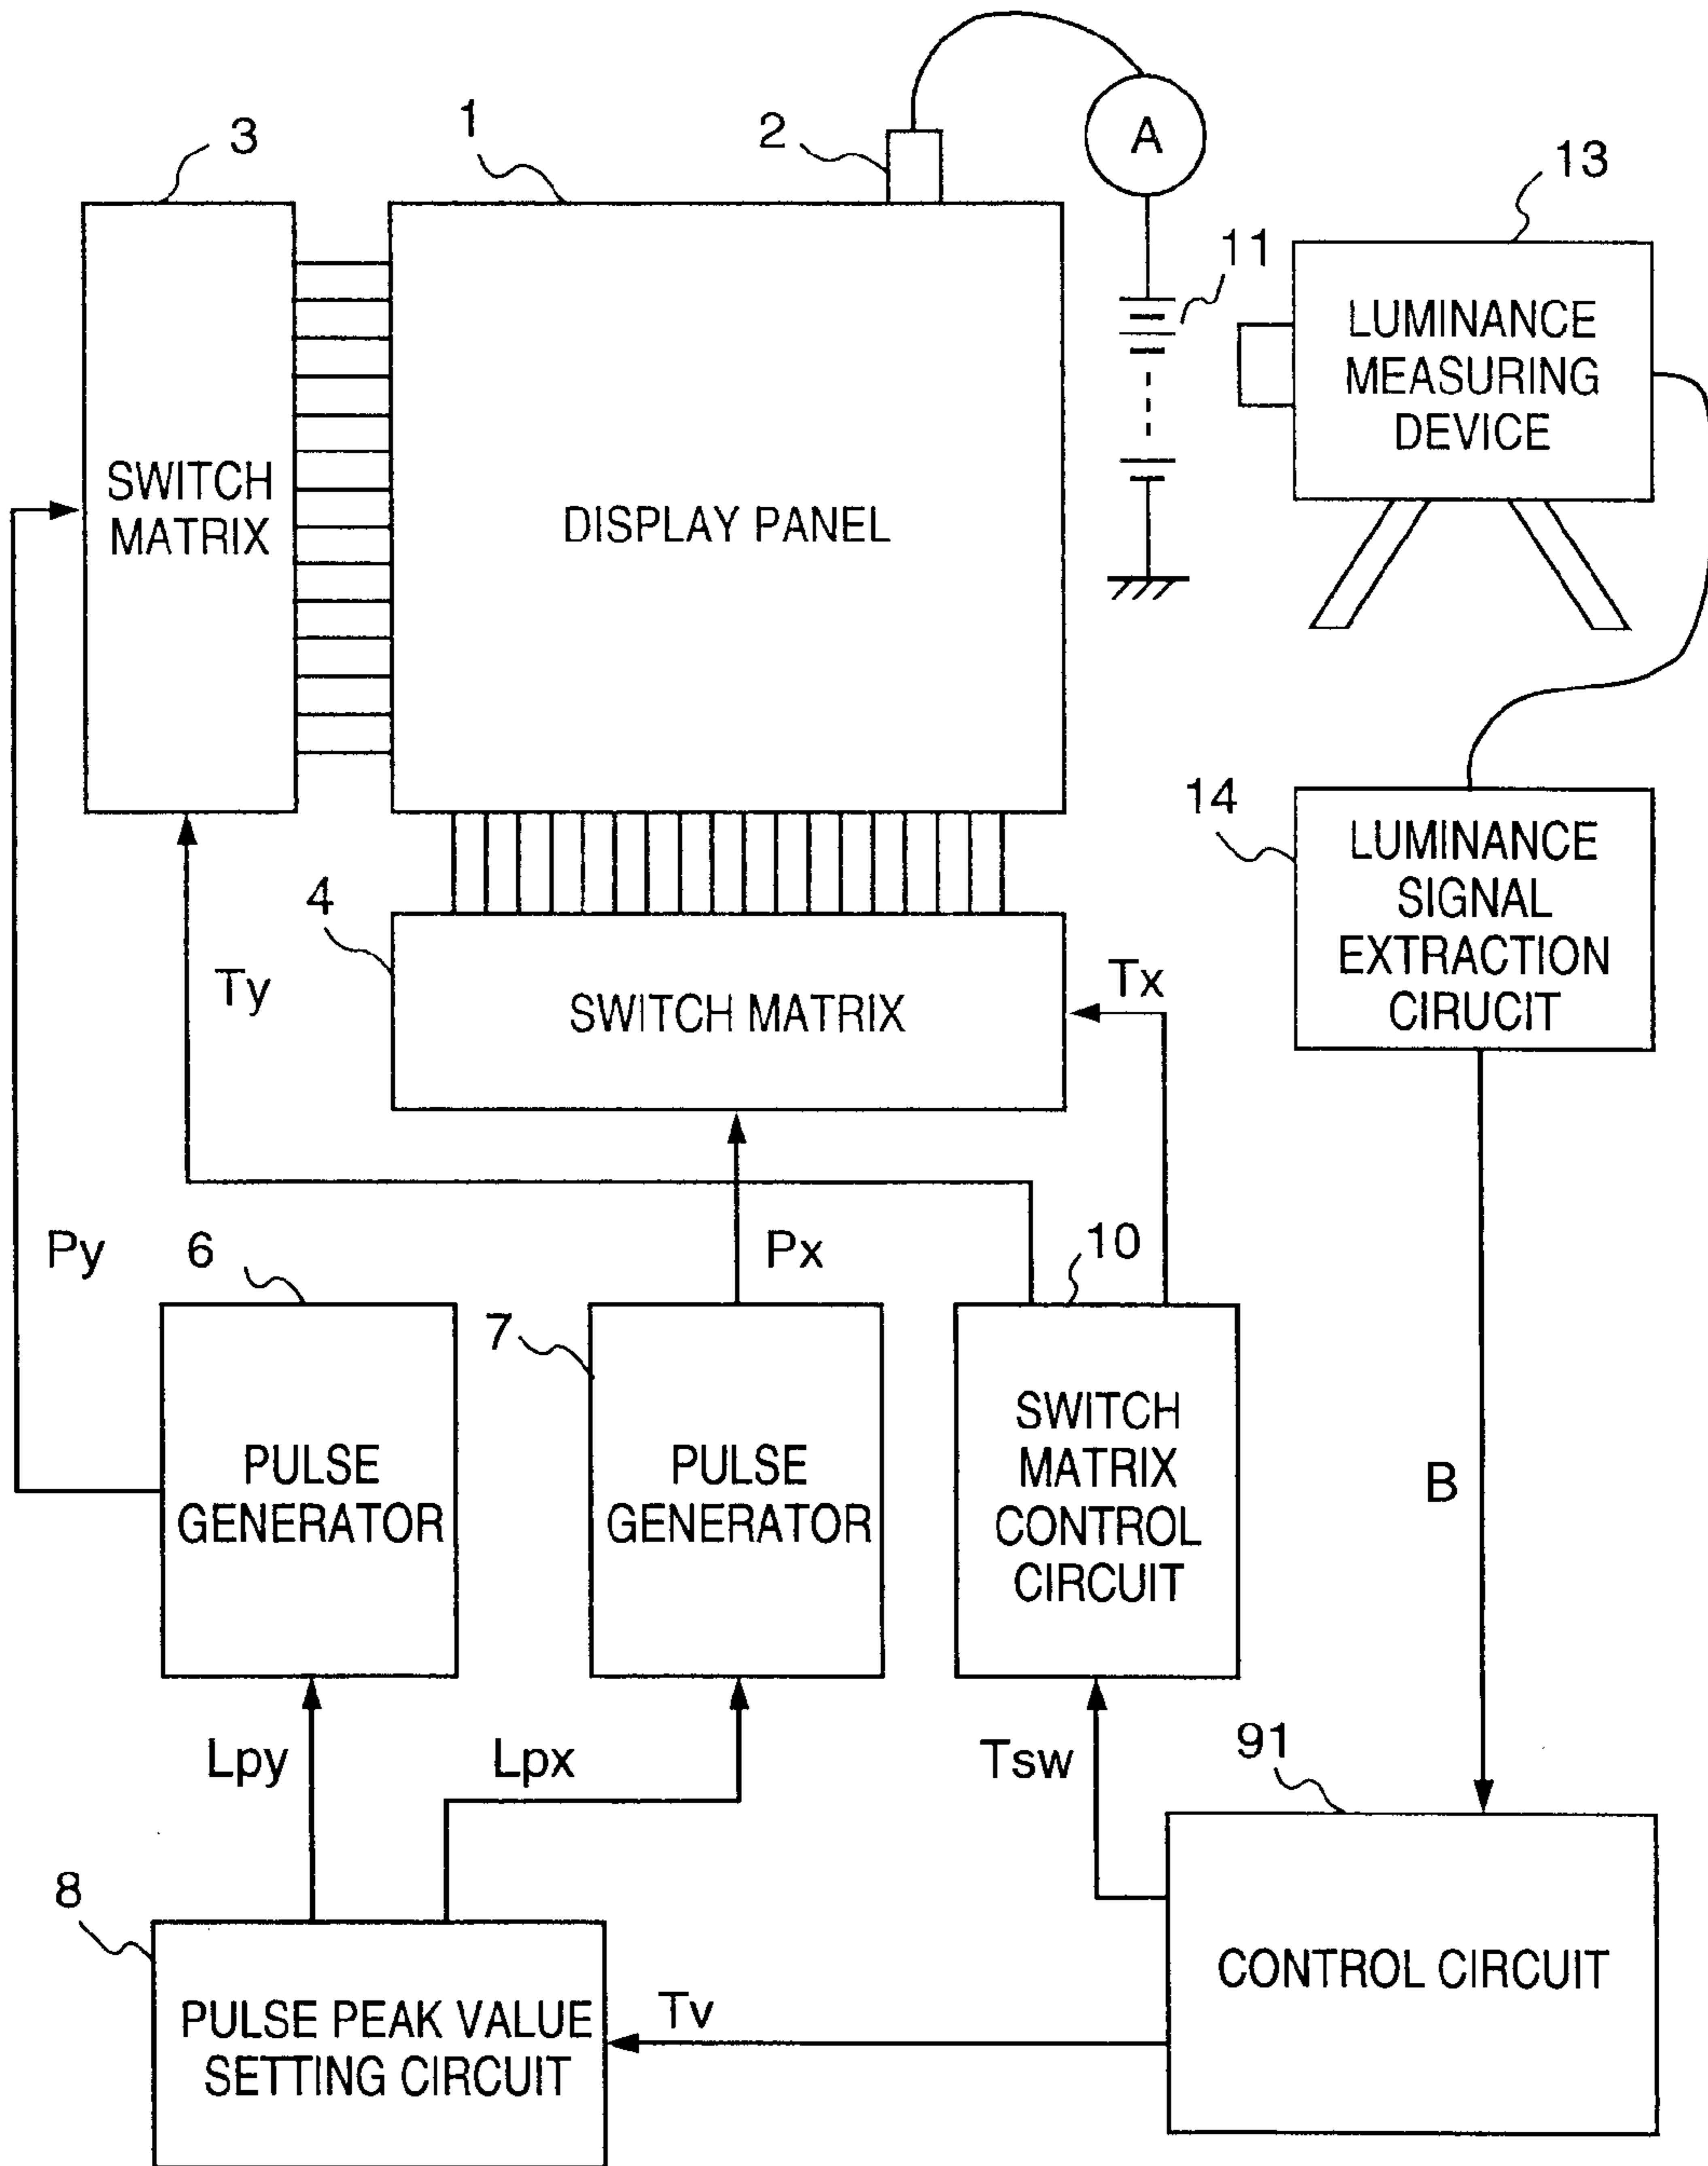 A
3
1
2
13
11
LUMINANCE
MEASURING
DEVICE
SWITCH
MATRIX
DISPLAY PANEL
14
LUMINANCE
SIGNAL
EXTRACTION
CIRUCIT
4
Ty
Tx
SWITCH MATRIX
Py
6
Px
10
7
SWITCH
MATRIX
CONTROL
CIRCUIT
PULSE
GENERATOR
PULSE
GENERATOR
B
Lpy
Lpx
Tsw
91
8
CONTROL CIRCUIT
Tv
PULSE PEAK VALUE
SETTING CIRCUIT